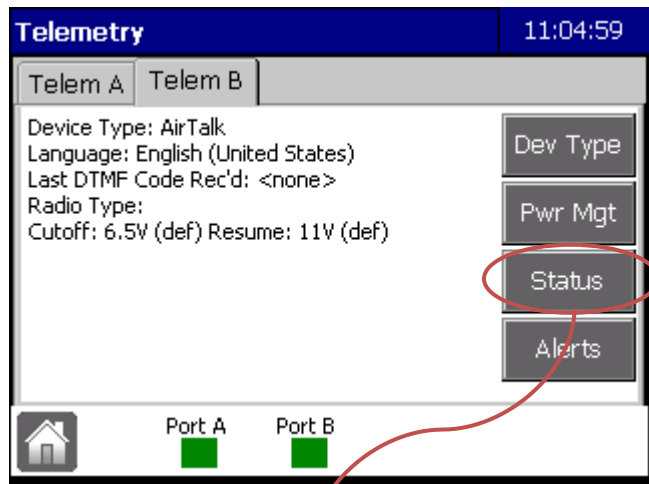 Telemetry 11:04:59
Telem A Telem B
Device Type: AirTalk
Language: English (United States)
Last DTMF Code Rec'd: <none>
Radio Type:
Cutoff: 6.5V (def) Resume: 11V (def)
Dev Type
Pwr Mgt
Status
Alerts
Port A Port B